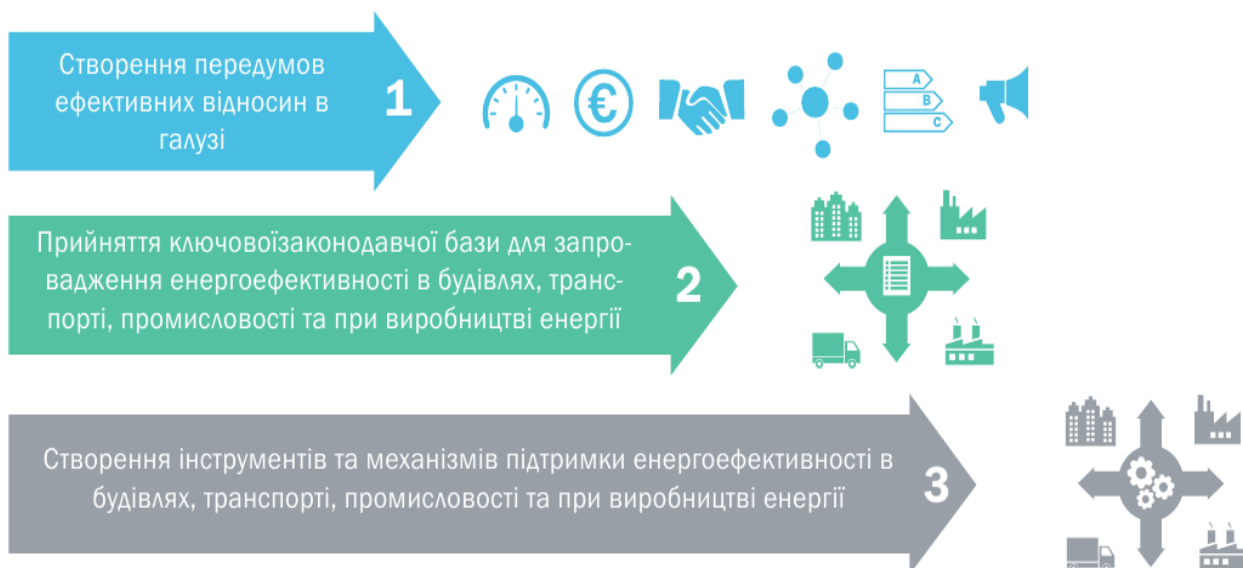 Створення передумов
ефективних відносин в
галузі
1
A
B
C
Прийняття ключовоїзаконодавчої бази для запро-
вадження енергоефективності в будівлях, транс-
порті, промисловості та при виробництві енергії
2
Створення інструментів та механізмів підтримки енергоефективності в
будівлях, транспорті, промисловості та при виробництві енергії
3